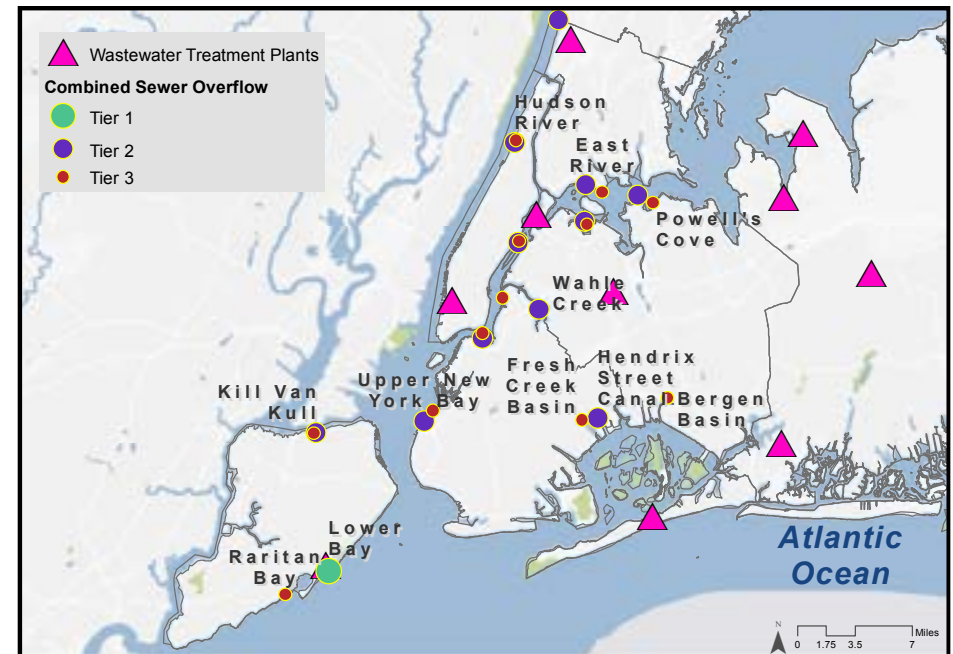 Wastewater Treatment Plants
Combined Sewer Overflow
Tier 1
Tier 2
Tier 3
Hudson
River
East
River
Powell's
Cove
Wahle
Creek
Fresh
Creek
Basin
Hendrix
Street
Canal
Bergen
Basin
Upper New
York Bay
Kill Van
Kull
Lower
Bay
Raritan
Bay
Atlantic
Ocean
N
Miles
0 1.75 3.5 7